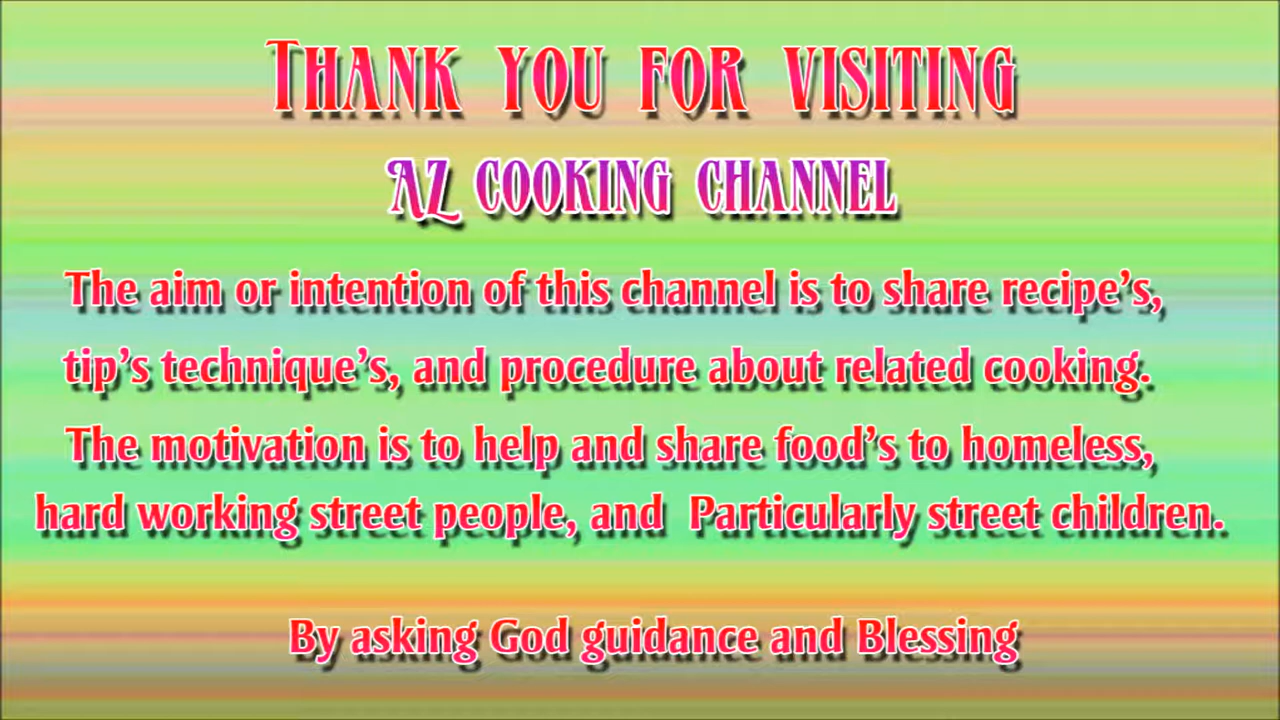 THANK YOU FOR VISITING
AZ COOKING CHANNEL
The aim or intention of this channel is to share recipe’s,
tip’s technique’s, and procedure about related cooking.
The motivation is to help and share food’s to homeless,
hard working street people, and Particularly street children.
By asking God guidance and Blessing